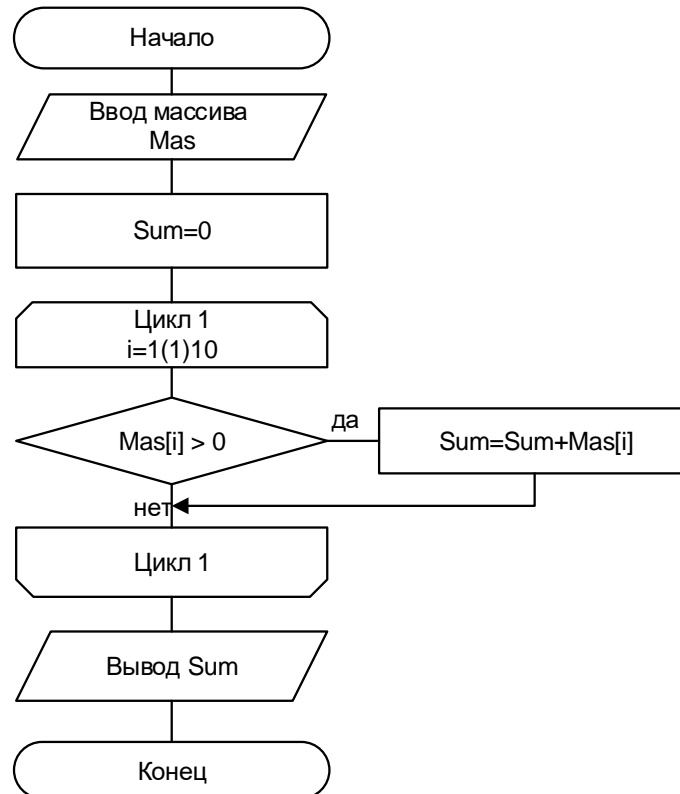 Начало
Ввод массива
Mas
Sum=0
Цикл 1
i=1(1)10
Mas[i] > 0
да
Sum=Sum+Mas[i]
нет
Цикл 1
Вывод Sum
Конец